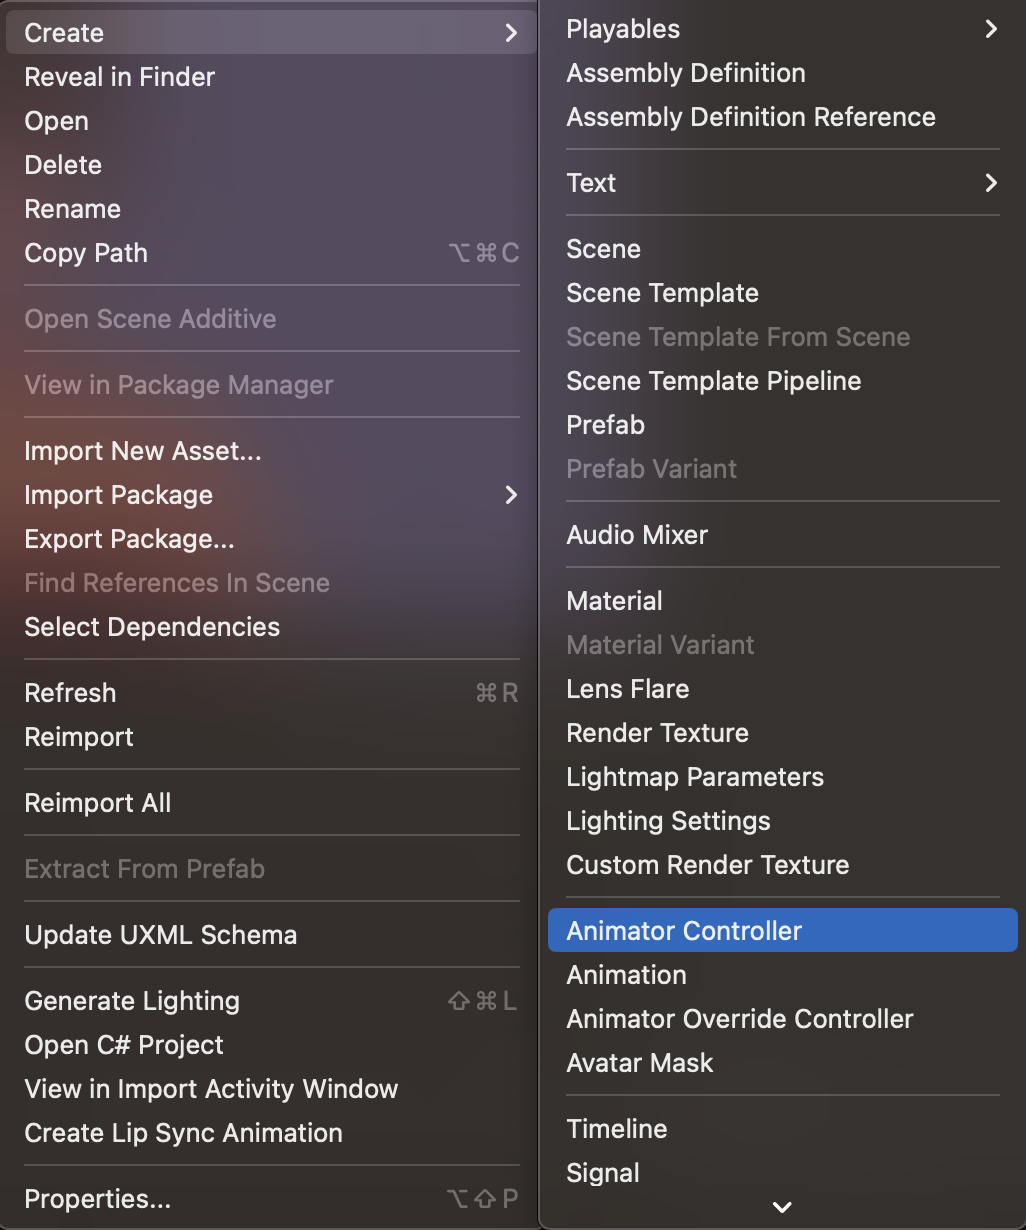 Create
Reveal in Finder
Open
Delete
Rename
Copy Path ⌥⌘C
Open Scene Additive
View in Package Manager
Import New Asset...
Import Package
Export Package...
Find References In Scene
Select Dependencies
Refresh ⌘R
Reimport
Reimport All
Extract From Prefab
Update UXML Schema
Generate Lighting ⇧⌘L
Open C# Project
View in Import Activity Window
Create Lip Sync Animation
Properties... ⌥⇧P
Playables
Assembly Definition
Assembly Definition Reference
Text
Scene
Scene Template
Scene Template From Scene
Scene Template Pipeline
Prefab
Prefab Variant
Audio Mixer
Material
Material Variant
Lens Flare
Render Texture
Lightmap Parameters
Lighting Settings
Custom Render Texture
Animator Controller
Animation
Animator Override Controller
Avatar Mask
Timeline
Signal